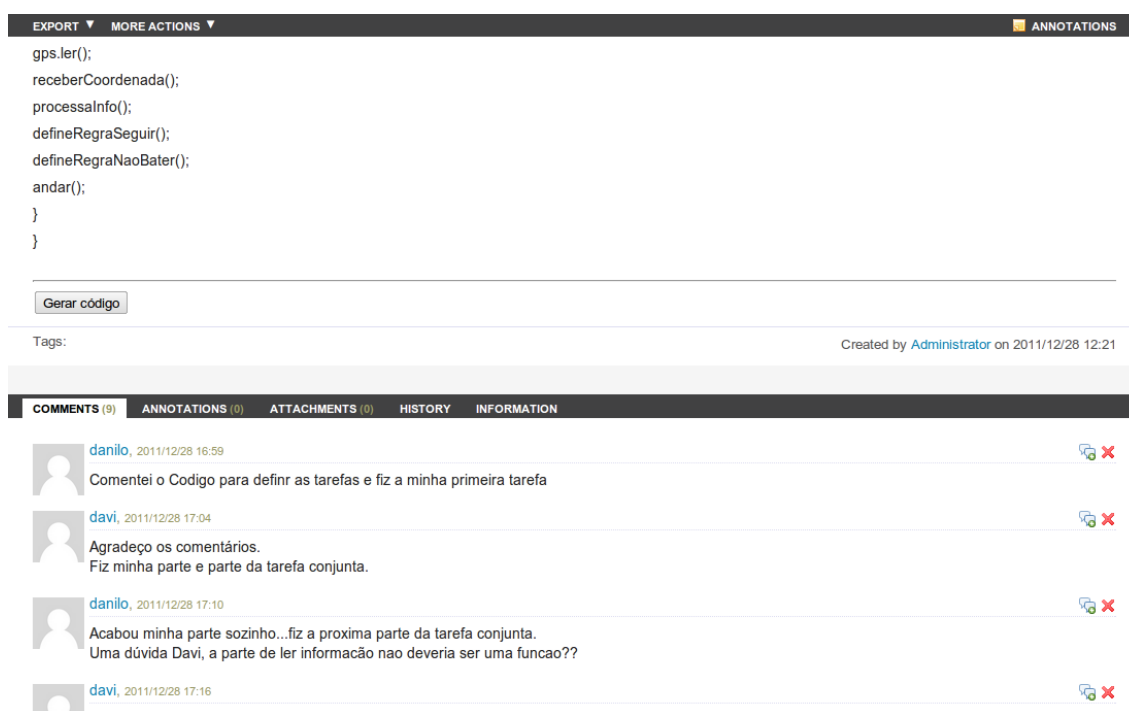 EXPORT ▼ MORE ACTIONS ▼ ANNOTATIONS
gps.ler();
receberCoordenada();
processaInfo();
defineRegraSeguir();
defineRegraNaoBater();
andar();
}
}
Gerar código
Tags: Created by Administrator on 2011/12/28 12:21
COMMENTS (9) ANNOTATIONS (0) ATTACHMENTS (0) HISTORY INFORMATION
danilo, 2011/12/28 16:59
Comentei o Codigo para definr as tarefas e fiz a minha primeira tarefa
davi, 2011/12/28 17:04
Agradeço os comentários.
Fiz minha parte e parte da tarefa conjunta.
danilo, 2011/12/28 17:10
Acabou minha parte sozinho...fiz a proxima parte da tarefa conjunta.
Uma dúvida Davi, a parte de ler informacão nao deveria ser uma funcao??
davi, 2011/12/28 17:16